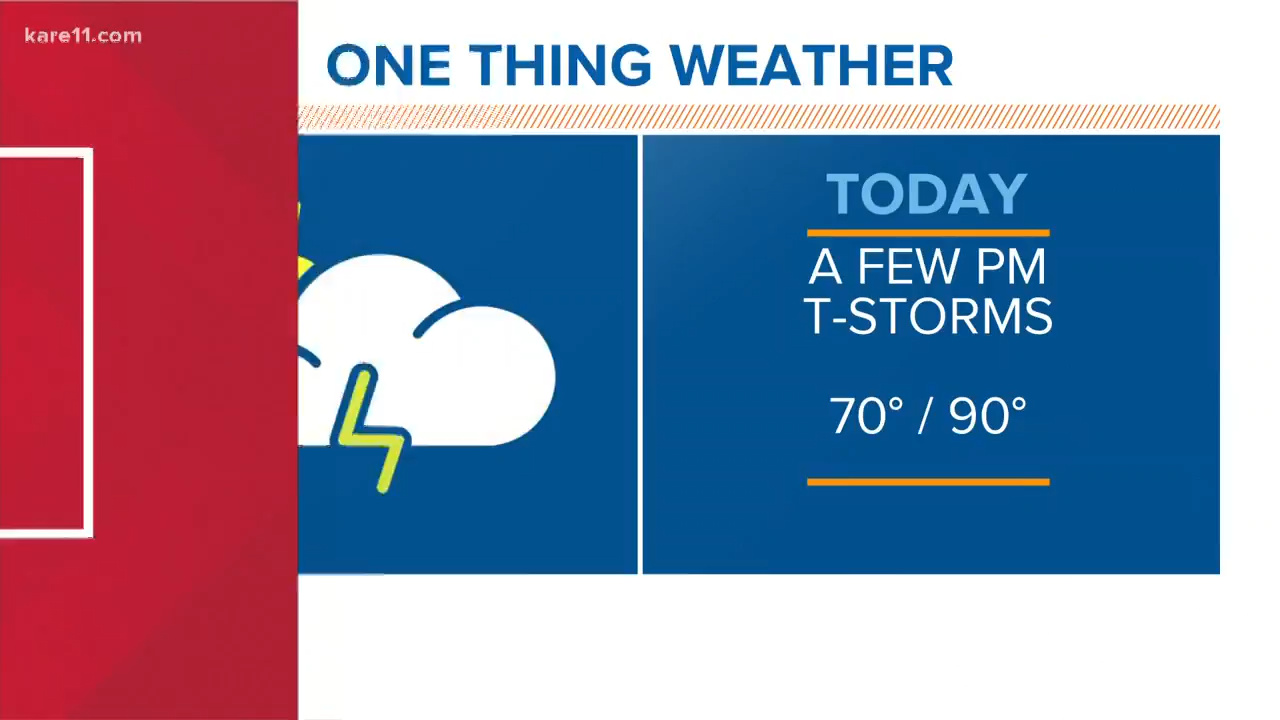 kare11.com
ONE THING WEATHER
TODAY
A FEW PM
T-STORMS
70° / 90°